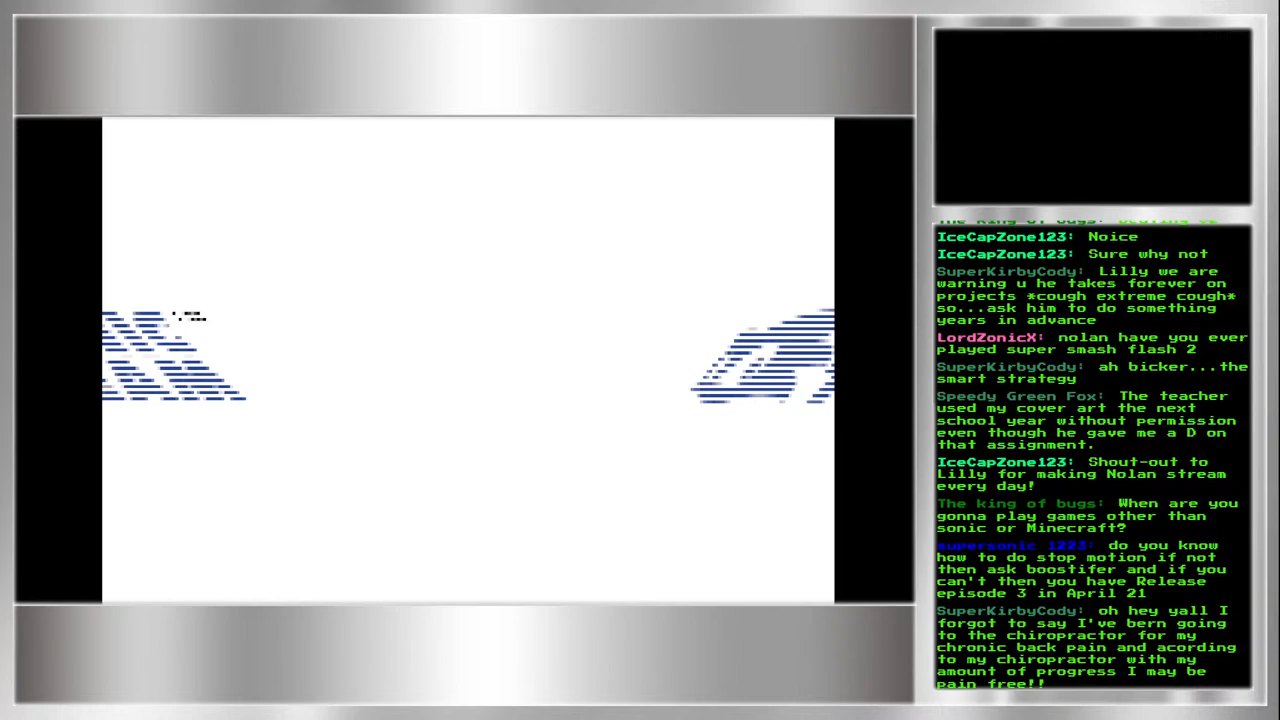 IceCapZone123: Noice
IceCapZone123: Sure why not
SuperKirbyCody: Lilly we are
warning u he takes forever on
projects *cough extreme cough*
so...ask him to do something
years in advance
LordZonicX: nolan have you ever
played super smash flash 2
SuperKirbyCody: ah bicker...the
smart strategy
Speedy Green Fox: The teacher
used my cover art the next
school year without permission
even though he gave me a D on
that assignment.
IceCapZone123: Shout-out to
Lilly for making Nolan stream
every day!
The king of bugs: When are you
gonna play games other than
sonic or Minecraft?
supersonic 1223: do you know
how to do stop motion if not
then ask boostifer and if you
can't then you have Release
episode 3 in April 21
SuperKirbyCody: oh hey yall I
forgot to say I've bern going
to the chiropractor for my
chronic back pain and acording
to my chiropractor with my
amount of progress I may be
pain free!!